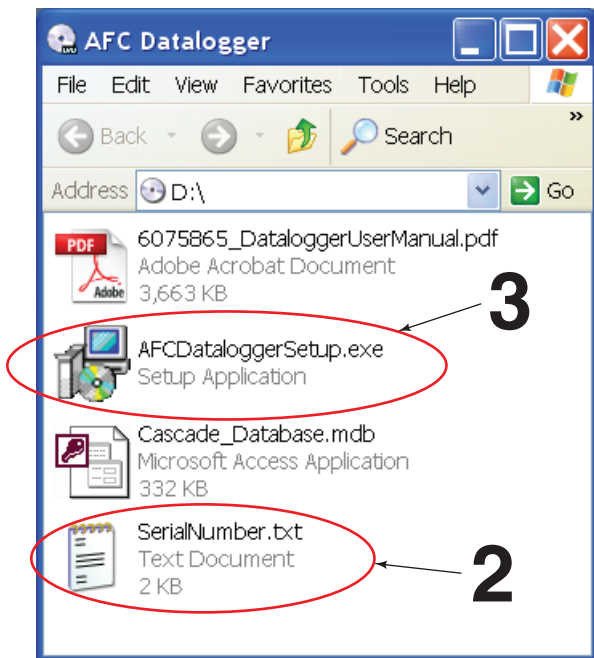 AFC Datalogger
File Edit View Favorites Tools Help
Back Search »
Address D:\ Go
PDF
Adobe
6075865_DataloggerUserManual.pdf
Adobe Acrobat Document
3,663 KB
3
AFCDataloggerSetup.exe
Setup Application
Cascade_Database.mdb
Microsoft Access Application
332 KB
SerialNumber.txt
Text Document
2 KB
2